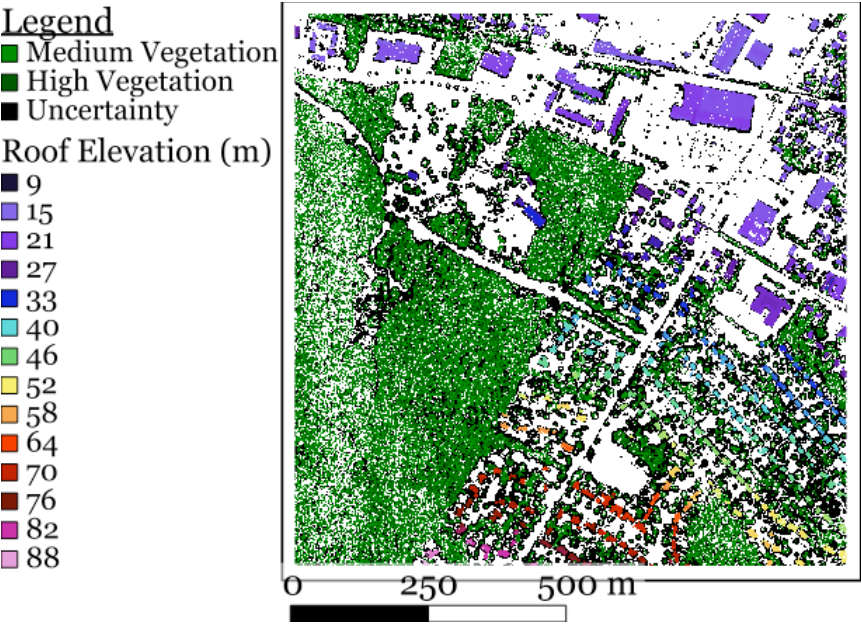 Legend
Medium Vegetation
High Vegetation
Uncertainty
Roof Elevation (m)
9
15
21
27
33
40
46
52
58
64
70
76
82
88
0 250 500 m